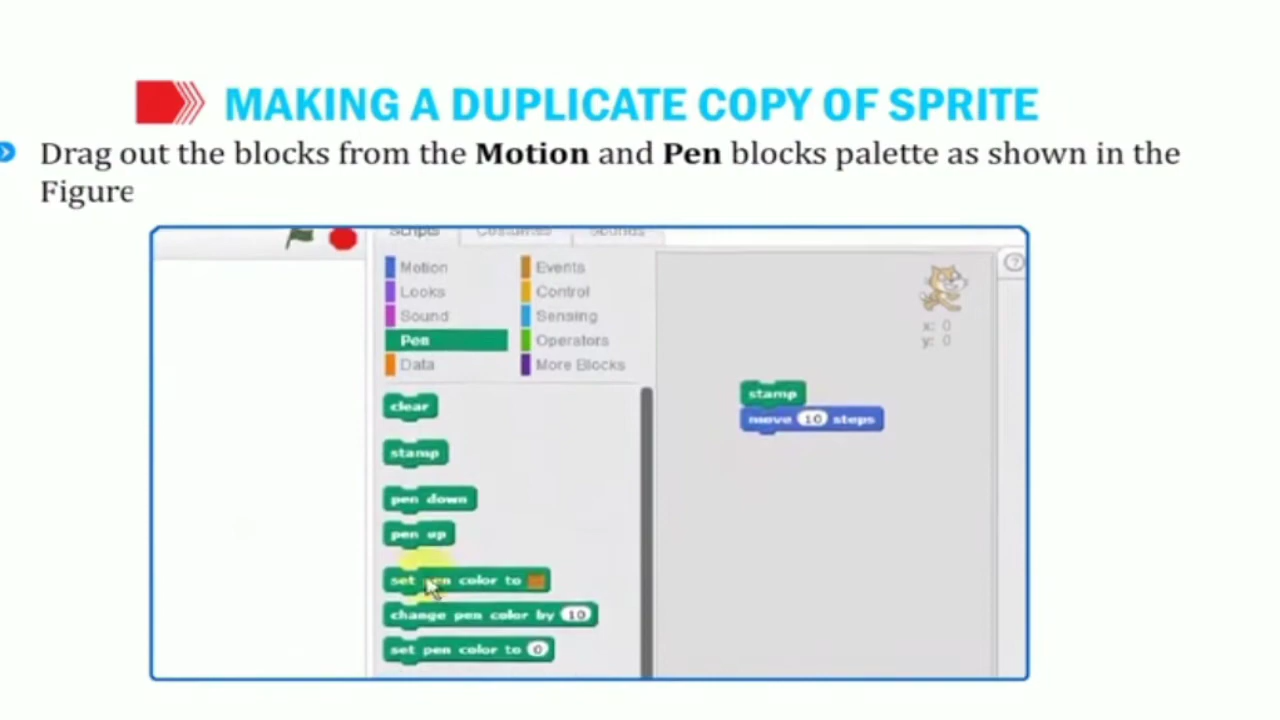 MAKING A DUPLICATE COPY OF SPRITE
Drag out the blocks from the Motion and Pen blocks palette as shown in the
Figure
Scripts Costumes Sounds
Motion Events
Looks Control
Sound Sensing
Pen Operators
Data More Blocks
x: 0
y: 0
clear
stamp
pen down
pen up
set pen color to
change pen color by 10
set pen color to 0
stamp
move 10 steps
?